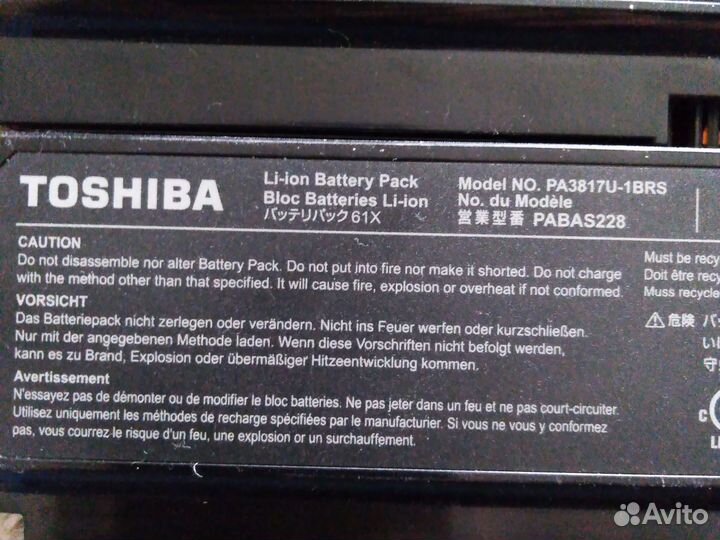 TOSHIBA
Li-ion Battery Pack
Bloc Batteries Li-ion
バッテリパック 61X
Model NO. PA3817U-1BRS
No. du Modèle
営業型番 PABAS228
CAUTION
Do not disassemble nor alter Battery Pack. Do not put into fire nor make it shorted. Do not charge
with the method other than that specified. It will cause fire, explosion or overheat if not conformed.
VORSICHT
Das Batteriepack nicht zerlegen oder verändern. Nicht ins Feuer werfen oder kurzschließen.
Nur mit der angegebenen Methode laden. Wenn diese Vorschriften nicht befolgt werden,
kann es zu Brand, Explosion oder übermäßiger Hitzeentwicklung kommen.
Avertissement
N'essayez pas de démonter ou de modifier le bloc batteries. Ne pas jeter dans un feu et ne pas court-circuiter.
Utilisez uniquement les méthodes de recharge spécifiées par le manufacturier. Si vous ne vous y conformez
pas, vous courrez le risque d'un feu, une explosion ou un surchauffement.
Must be recy
Doit être recy
Muss recycle
危険 バッ
い
守
C
LI
Avito